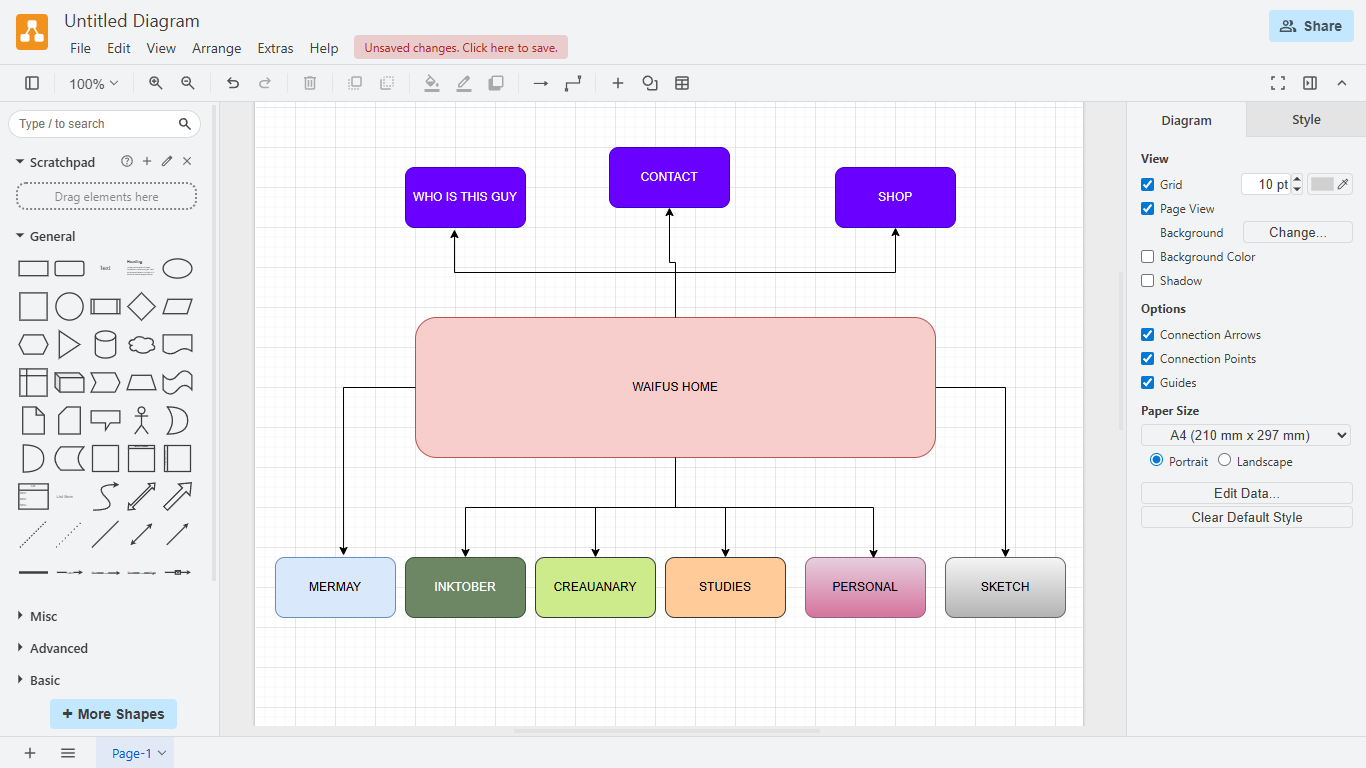 Untitled Diagram
File Edit View Arrange Extras Help Unsaved changes. Click here to save.
Share
100%
Type / to search
Scratchpad
Drag elements here
General
Text
Heading
List Item
Misc
Advanced
Basic
+ More Shapes
WHO IS THIS GUY
CONTACT
SHOP
WAIFUS HOME
MERMAY
INKTOBER
CREAUANARY
STUDIES
PERSONAL
SKETCH
Diagram
Style
View
Grid 10 pt
Page View
Background Change...
Background Color
Shadow
Options
Connection Arrows
Connection Points
Guides
Paper Size
A4 (210 mm x 297 mm)
Portrait Landscape
Edit Data...
Clear Default Style
Page-1